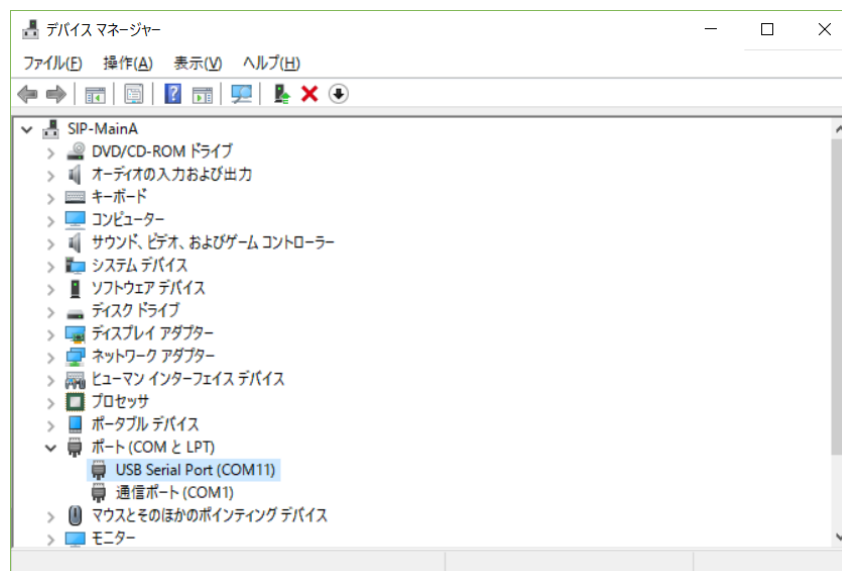 デバイス マネージャー
ファイル(F) 操作(A) 表示(V) ヘルプ(H)
SIP-MainA
DVD/CD-ROM ドライブ
オーディオの入力および出力
キーボード
コンピューター
サウンド、ビデオ、およびゲーム コントローラー
システム デバイス
ソフトウェア デバイス
ディスク ドライブ
ディスプレイ アダプター
ネットワーク アダプター
ヒューマン インターフェイス デバイス
プロセッサ
ポータブル デバイス
ポート (COM と LPT)
USB Serial Port (COM11)
通信ポート (COM1)
マウスとそのほかのポインティング デバイス
モニター